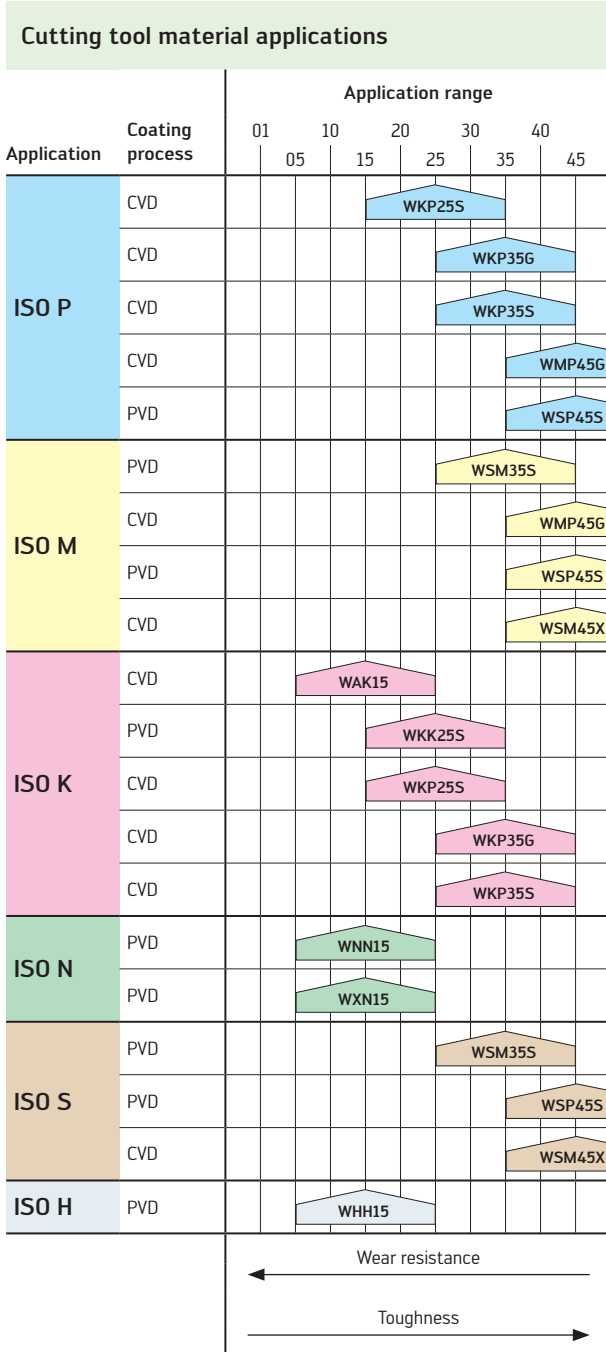 Cutting tool material applications
Application
Coating process
Application range
01 10 20 30 40
05 15 25 35 45
ISO P
CVD WKP25S
CVD WKP35G
CVD WKP35S
CVD WMP45G
PVD WSP45S
ISO M
PVD WSM35S
CVD WMP45G
PVD WSP45S
CVD WSM45X
ISO K
CVD WAK15
PVD WKK25S
CVD WKP25S
CVD WKP35G
CVD WKP35S
ISO N
PVD WNN15
PVD WXN15
ISO S
PVD WSM35S
PVD WSP45S
CVD WSM45X
ISO H
PVD WHH15
Wear resistance
Toughness